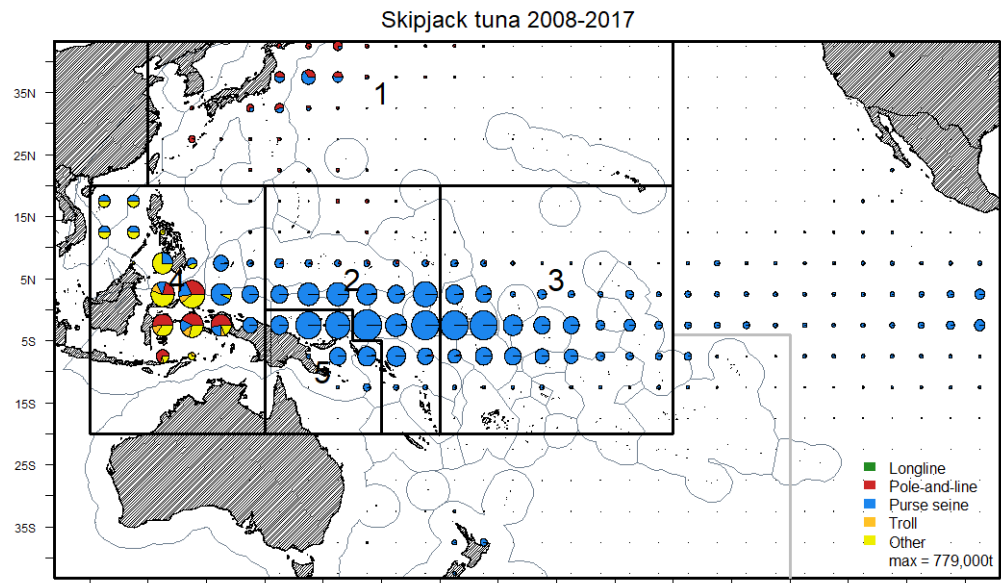 Skipjack tuna 2008-2017
35N
25N
15N
5N
5S
15S
25S
35S
1
2
3
4
5
Longline
Pole-and-line
Purse seine
Troll
Other
max = 779,000t